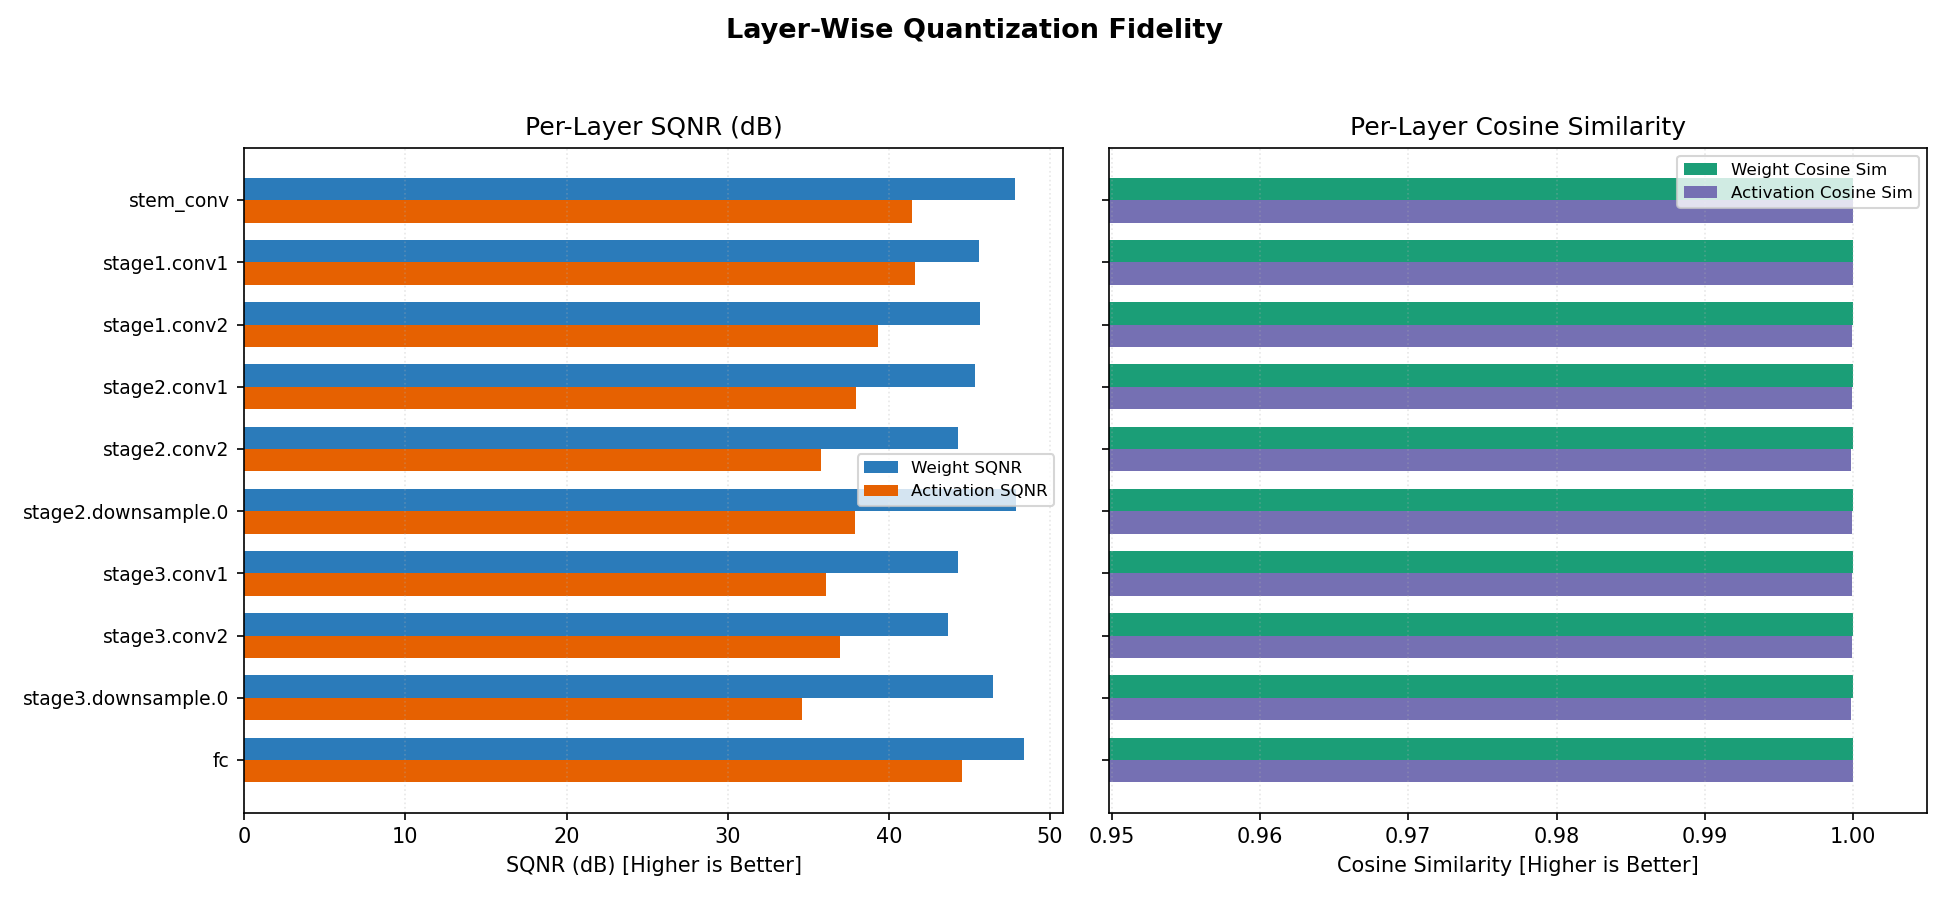 Layer-Wise Quantization Fidelity
Per-Layer SQNR (dB)
stem_conv
stage1.conv1
stage1.conv2
stage2.conv1
stage2.conv2
stage2.downsample.0
stage3.conv1
stage3.conv2
stage3.downsample.0
fc
Weight SQNR
Activation SQNR
0 10 20 30 40 50
SQNR (dB) [Higher is Better]
Per-Layer Cosine Similarity
Weight Cosine Sim
Activation Cosine Sim
0.95 0.96 0.97 0.98 0.99 1.00
Cosine Similarity [Higher is Better]